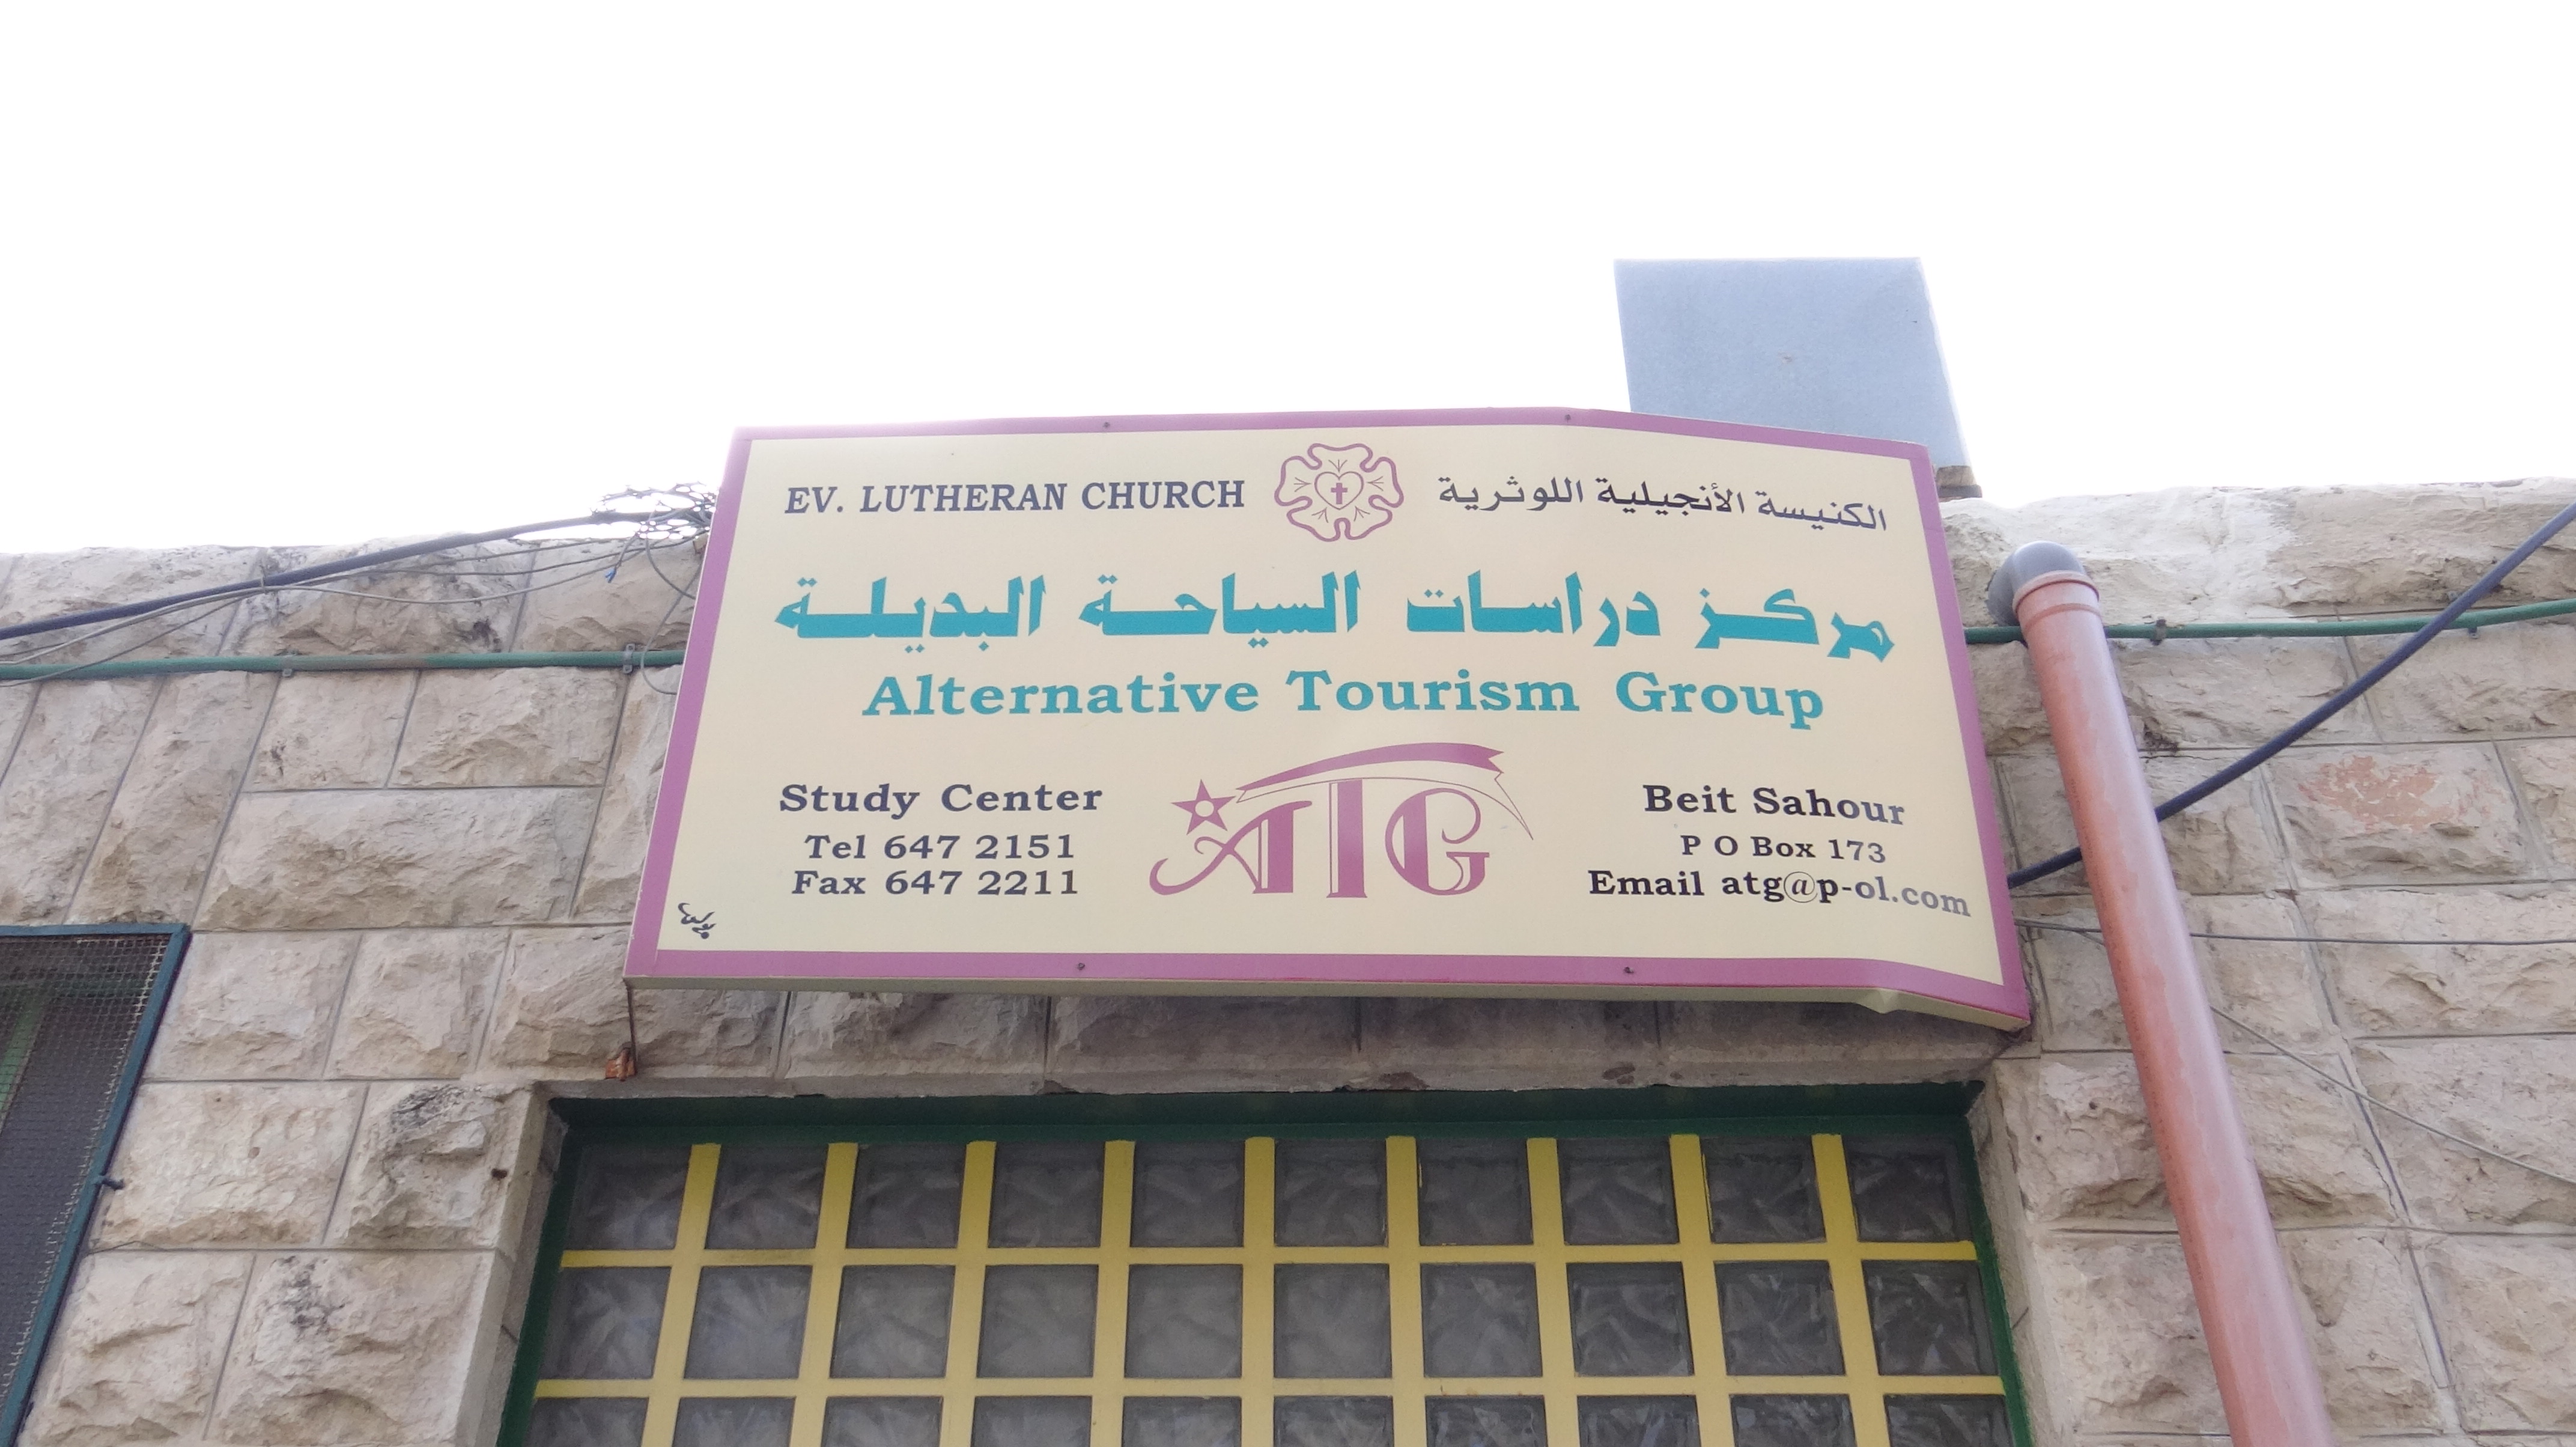 EV. LUTHERAN CHURCH
الكنيسة الأنجيلية اللوثرية
مركز دراسات السياحة البديلة
Alternative Tourism Group
Study Center
Tel 647 2151
Fax 647 2211
ATG
Beit Sahour
P O Box 173
Email atg@p-ol.com